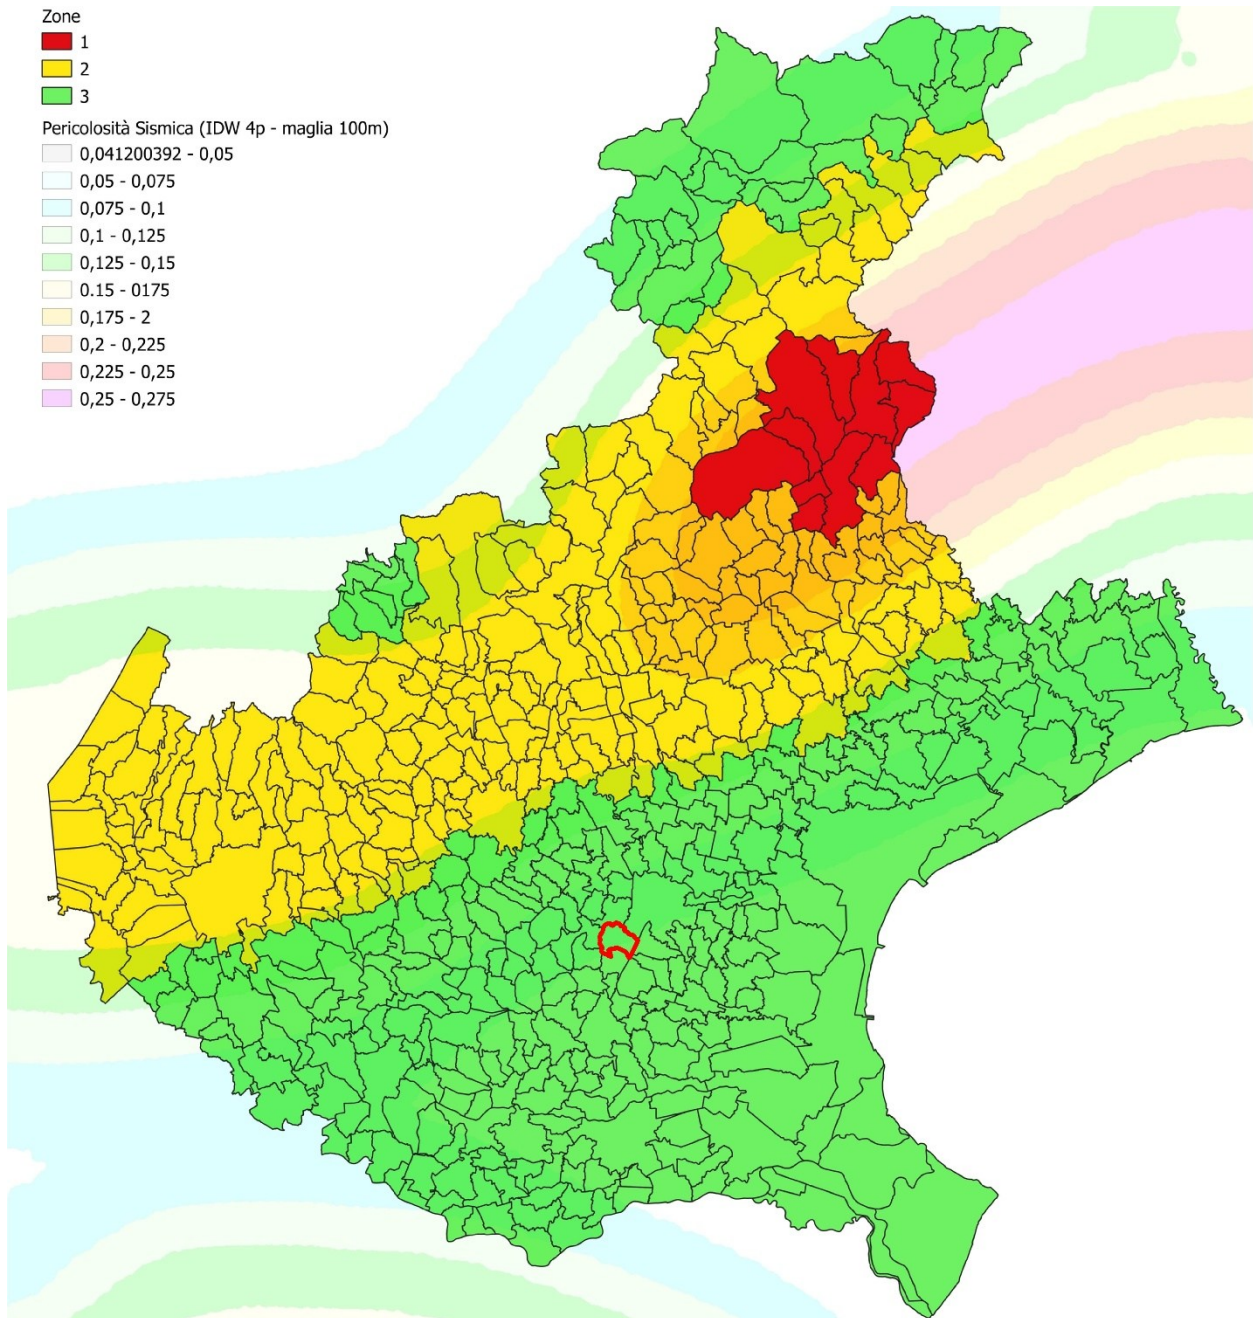 Zone
1
2
3
Pericolosità Sismica (IDW 4p - maglia 100m)
0,041200392 - 0,05
0,05 - 0,075
0,075 - 0,1
0,1 - 0,125
0,125 - 0,15
0.15 - 0175
0,175 - 2
0,2 - 0,225
0,225 - 0,25
0,25 - 0,275